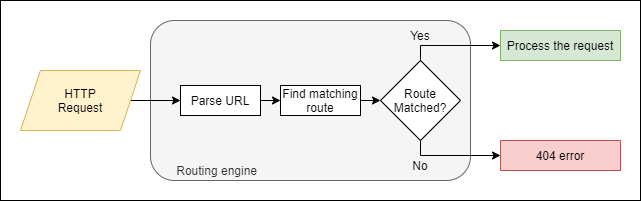 HTTP
Request
Parse URL
Find matching
route
Route
Matched?
Yes
Process the request
No
404 error
Routing engine